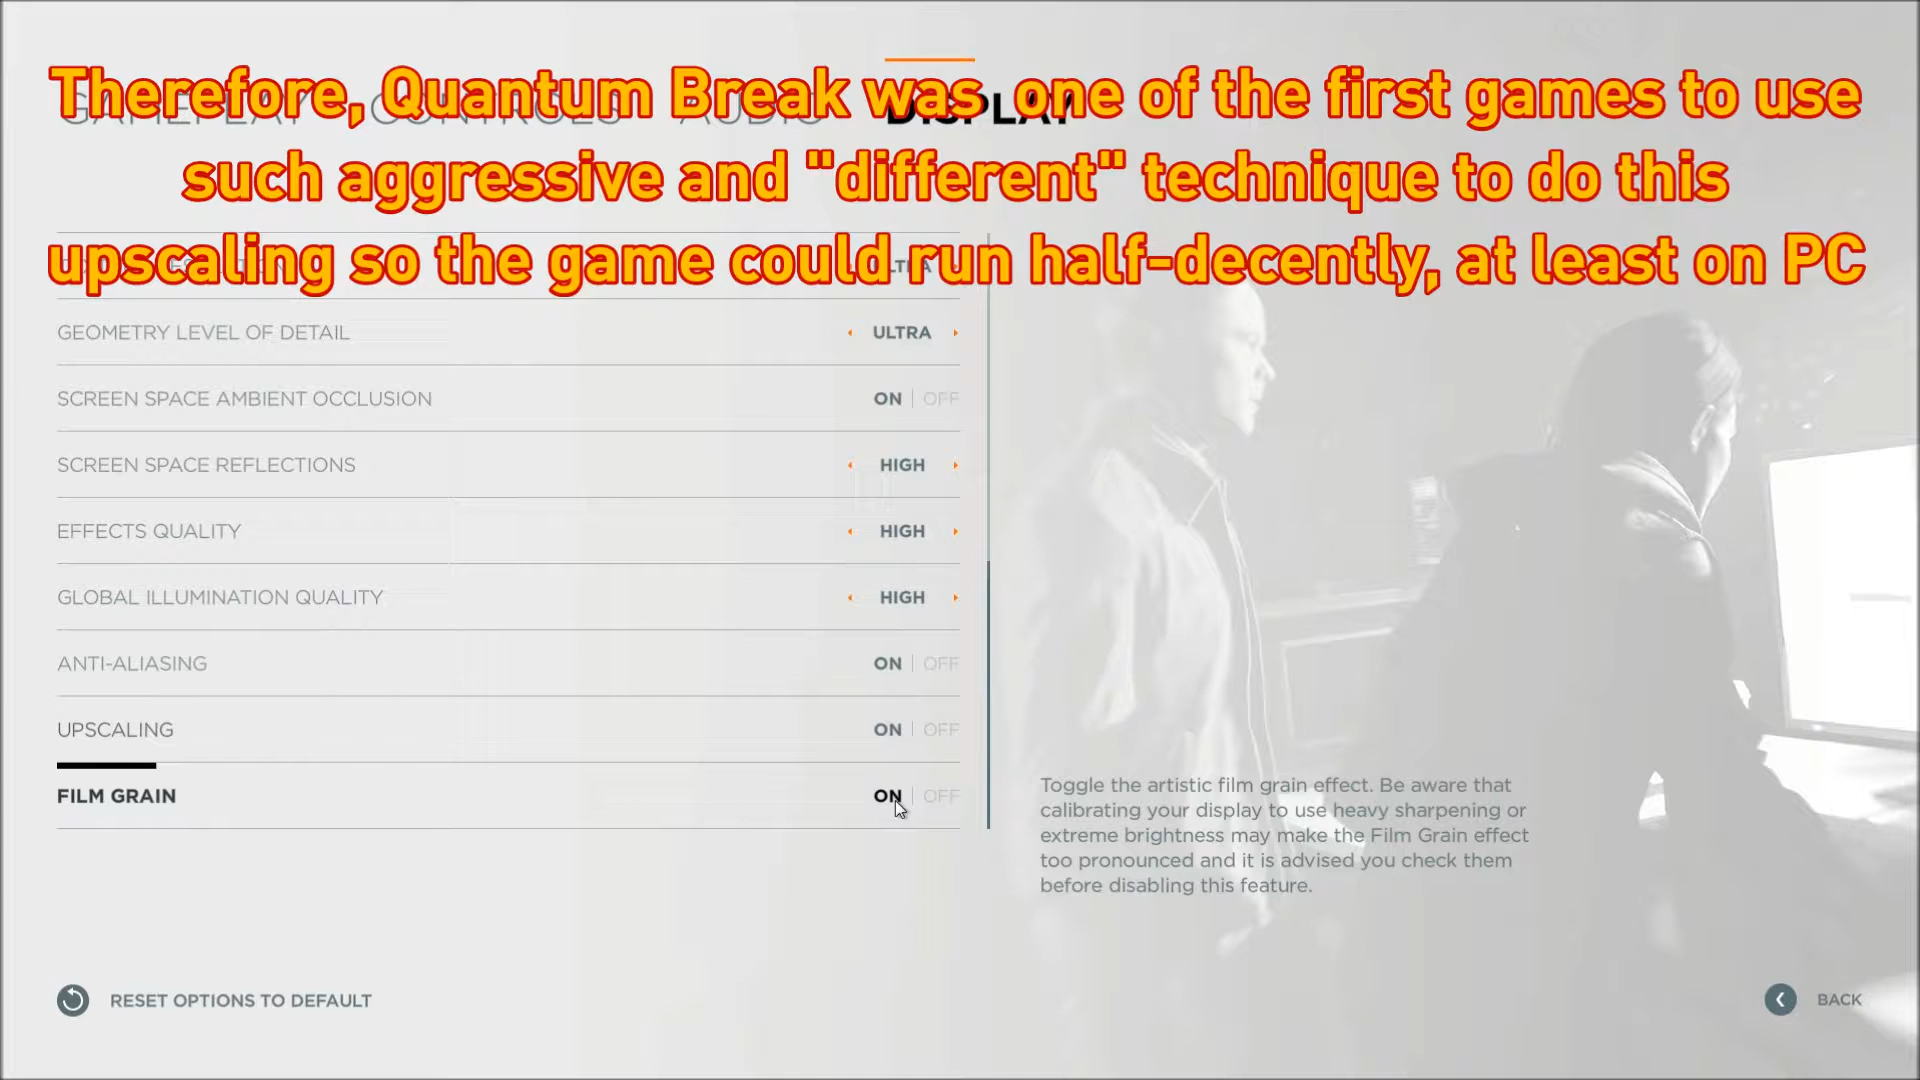 Therefore, Quantum Break was one of the first games to use
such aggressive and "different" technique to do this
upscaling so the game could run half-decently, at least on PC
GAMEPLAY CONTROLS AUDIO DISPLAY
ULTRA
GEOMETRY LEVEL OF DETAIL ULTRA
SCREEN SPACE AMBIENT OCCLUSION ON | OFF
SCREEN SPACE REFLECTIONS HIGH
EFFECTS QUALITY HIGH
GLOBAL ILLUMINATION QUALITY HIGH
ANTI-ALIASING ON | OFF
UPSCALING ON | OFF
FILM GRAIN ON | OFF
Toggle the artistic film grain effect. Be aware that
calibrating your display to use heavy sharpening or
extreme brightness may make the Film Grain effect
too pronounced and it is advised you check them
before disabling this feature.
RESET OPTIONS TO DEFAULT
BACK